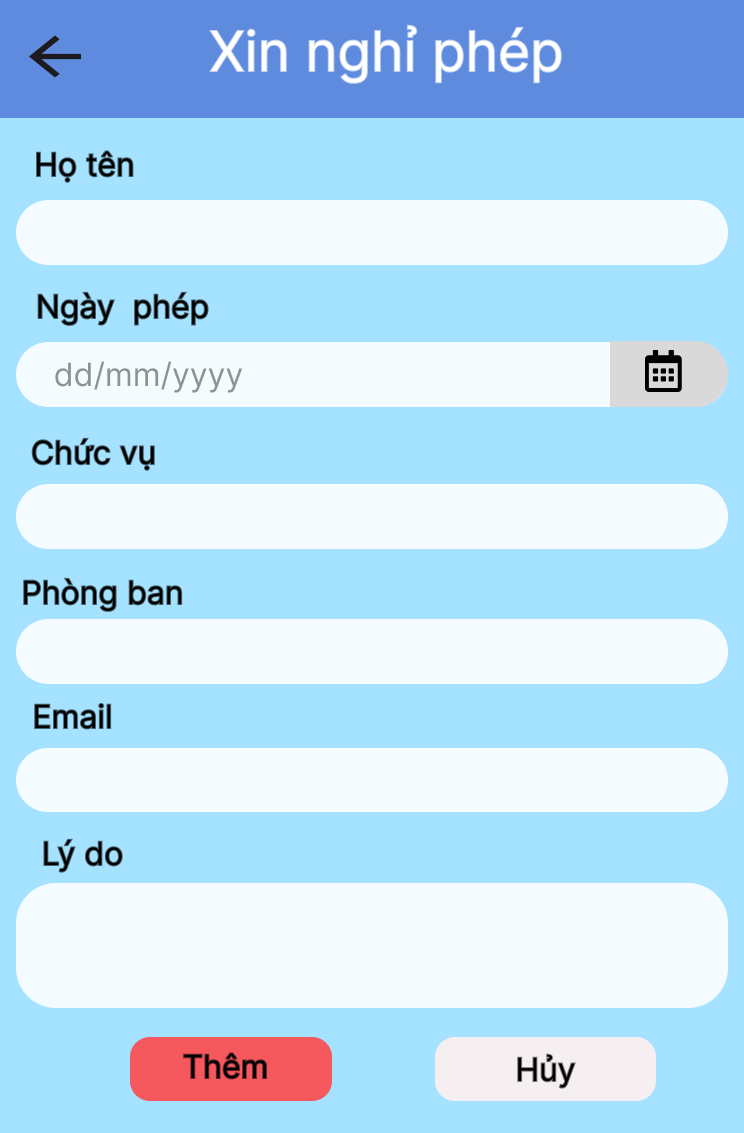 Xin nghỉ phép
Họ tên
Ngày phép
dd/mm/yyyy
Chức vụ
Phòng ban
Email
Lý do
Thêm
Hủy